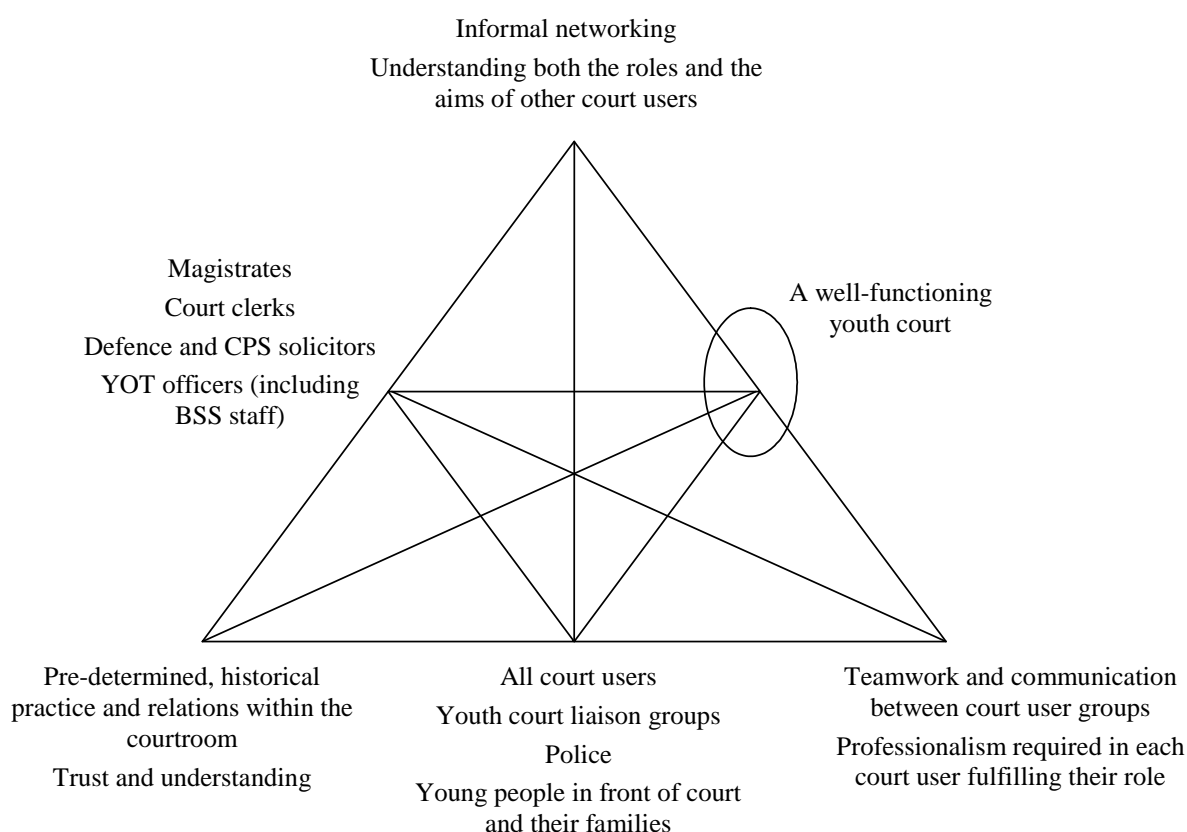 Informal networking
Understanding both the roles and the
aims of other court users
Magistrates
Court clerks
Defence and CPS solicitors
YOT officers (including
BSS staff)
A well-functioning
youth court
Pre-determined, historical
practice and relations within the
courtroom
Trust and understanding
All court users
Youth court liaison groups
Police
Young people in front of court
and their families
Teamwork and communication
between court user groups
Professionalism required in each
court user fulfilling their role